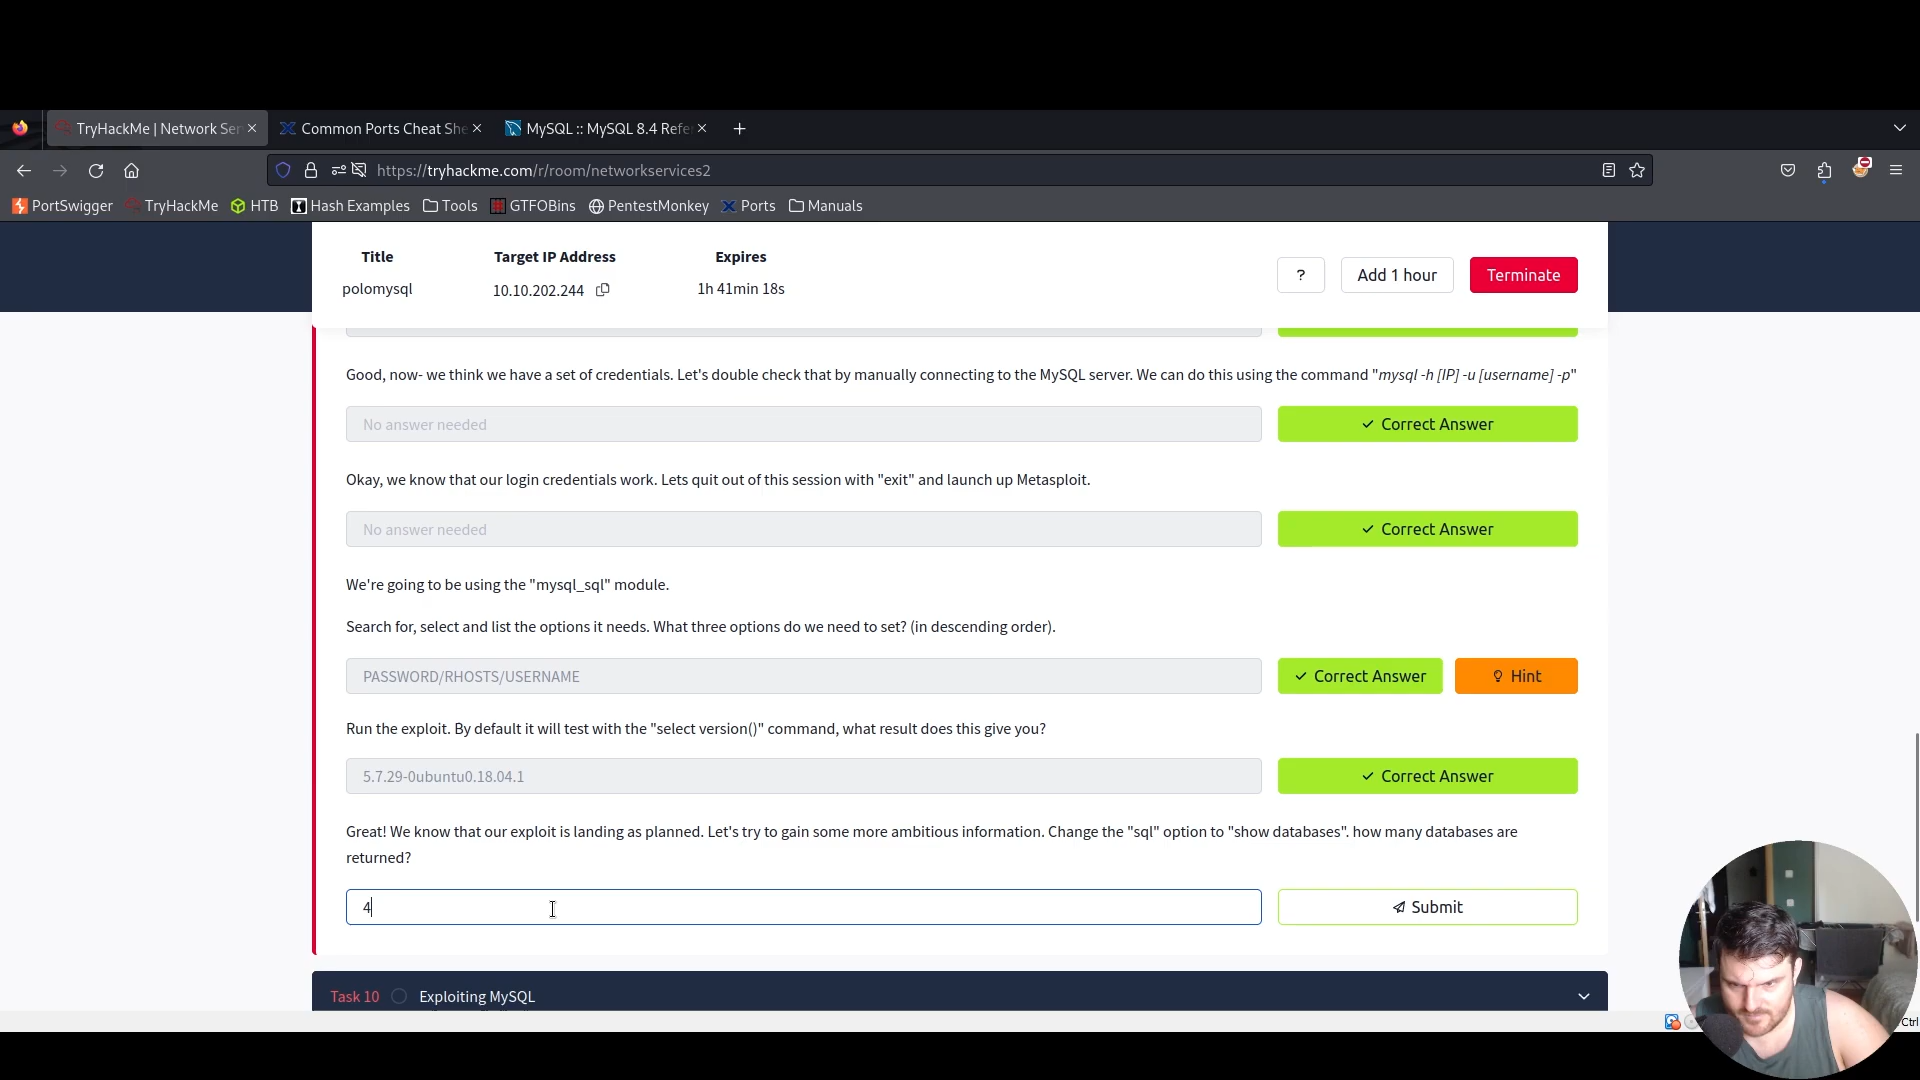 TryHackMe | Network Ser
Common Ports Cheat She
MySQL :: MySQL 8.4 Refe
https://tryhackme.com/r/room/networkservices2
PortSwigger TryHackMe HTB Hash Examples Tools GTFOBins PentestMonkey Ports Manuals
Title Target IP Address Expires
polomysql 10.10.202.244 1h 41min 18s
? Add 1 hour Terminate
Good, now- we think we have a set of credentials. Let's double check that by manually connecting to the MySQL server. We can do this using the command "mysql -h [IP] -u [username] -p"
No answer needed Correct Answer
Okay, we know that our login credentials work. Lets quit out of this session with "exit" and launch up Metasploit.
No answer needed Correct Answer
We're going to be using the "mysql_sql" module.
Search for, select and list the options it needs. What three options do we need to set? (in descending order).
PASSWORD/RHOSTS/USERNAME Correct Answer Hint
Run the exploit. By default it will test with the "select version()" command, what result does this give you?
5.7.29-0ubuntu0.18.04.1 Correct Answer
Great! We know that our exploit is landing as planned. Let's try to gain some more ambitious information. Change the "sql" option to "show databases". how many databases are
returned?
4 Submit
Task 10 Exploiting MySQL
Ctrl